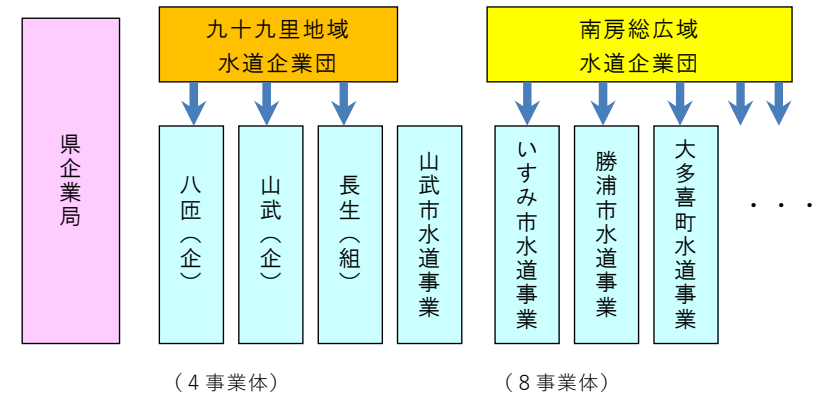 県企業局
九十九里地域
水道企業団
南房総広域
水道企業団
八匝（企）
山武（企）
長生（組）
山武市水道事業
いすみ市水道事業
勝浦市水道事業
大多喜町水道事業
・・・
（4 事業体）
（8 事業体）